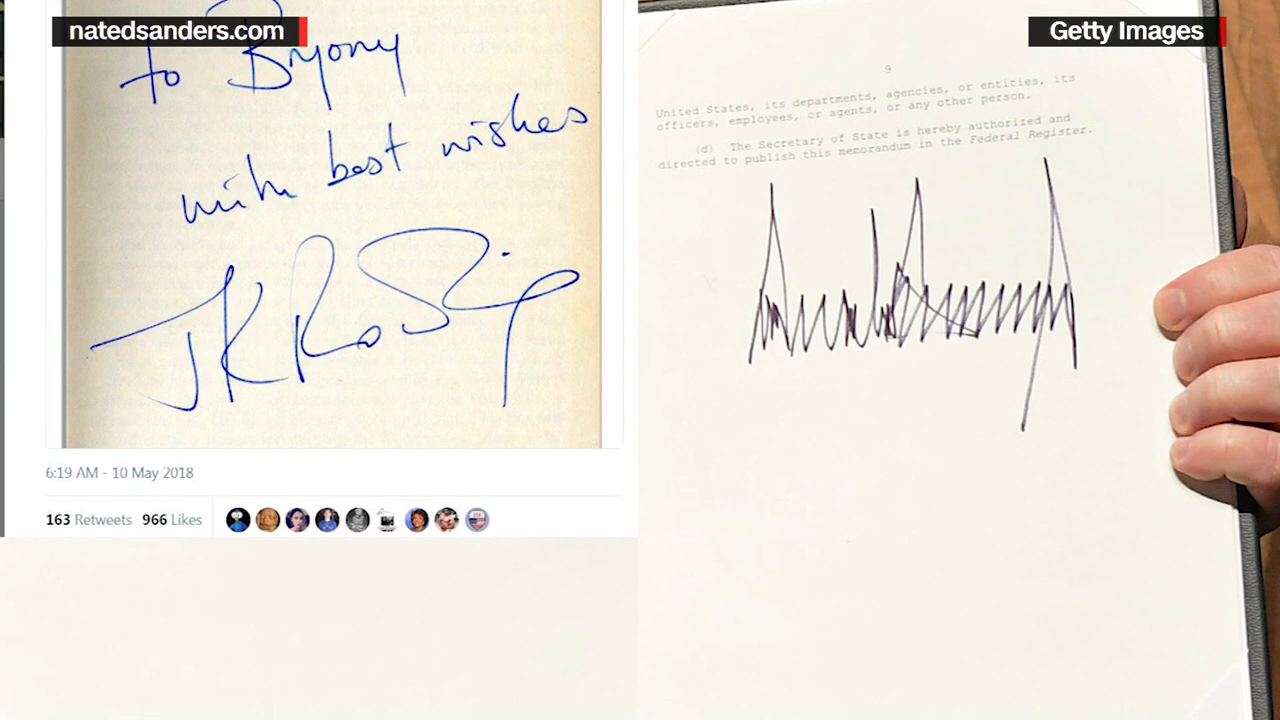 natedsanders.com
to Bryony
with best wishes
JKRowling
6:19 AM - 10 May 2018
163 Retweets 966 Likes
Getty Images
9
United States, its departments, agencies, or entities, its
officers, employees, or agents, or any other person.
(d) The Secretary of State is hereby authorized and
directed to publish this memorandum in the Federal Register.